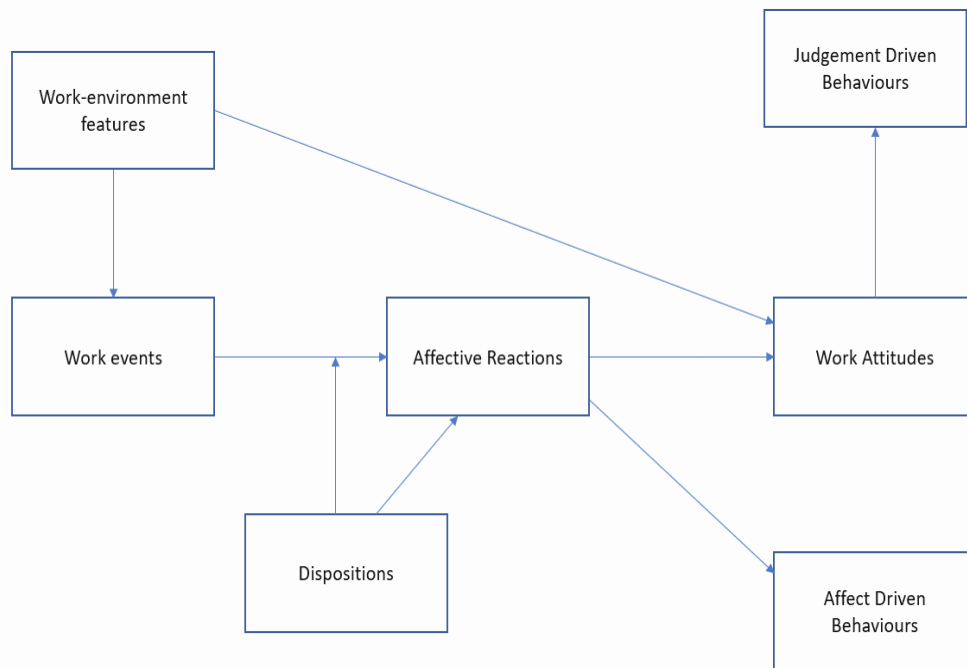 Judgement Driven
Behaviours
Work-environment
features
Work events
Affective Reactions
Work Attitudes
Dispositions
Affect Driven
Behaviours